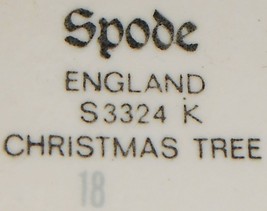 Spode
ENGLAND
S3324 K
CHRISTMAS TREE
18